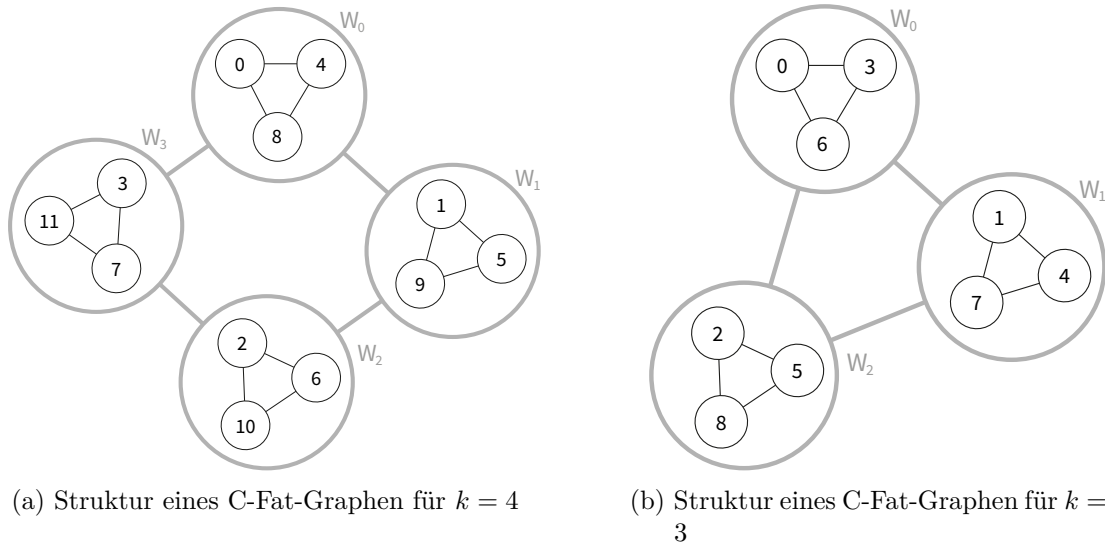 W₀
0 4
8
W₃
3
11
7
W₁
1
5
9
W₂
2
6
10
(a) Struktur eines C-Fat-Graphen für k = 4
W₀
0 3
6
W₁
1
4
7
W₂
2
5
8
(b) Struktur eines C-Fat-Graphen für k =
3